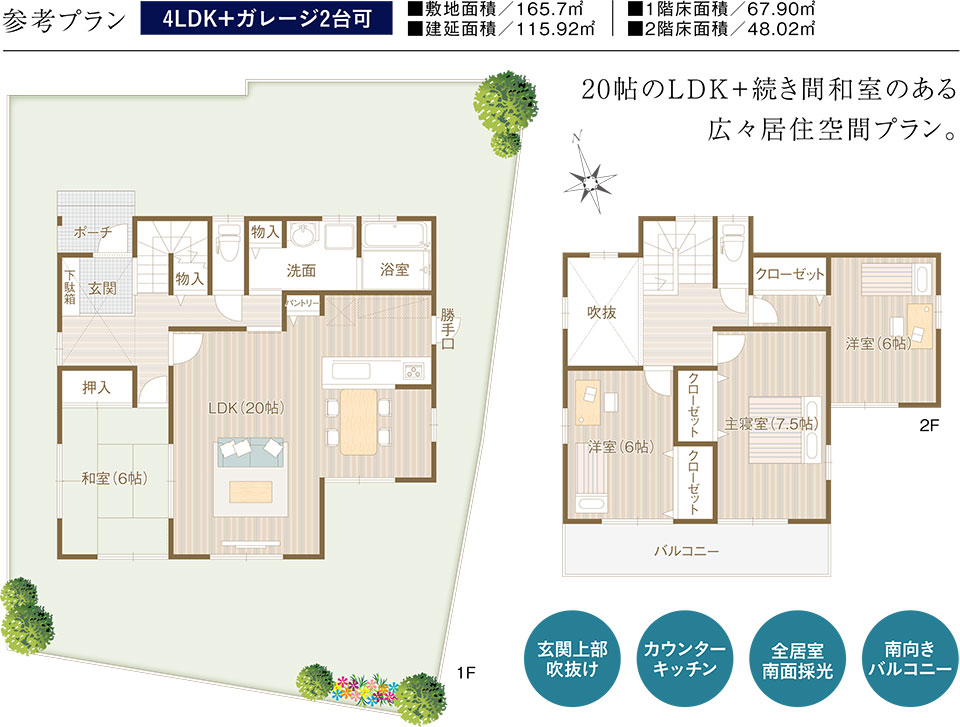 参考プラン
4LDK＋ガレージ2台可
■敷地面積／165.7㎡
■建延面積／115.92㎡
■1階床面積／67.90㎡
■2階床面積／48.02㎡
20帖のLDK＋続き間和室のある
広々居住空間プラン。
N
ポーチ
下駄箱
玄関
物入
物入
洗面
浴室
パントリー
勝手口
押入
LDK（20帖）
和室（6帖）
1F
吹抜
クローゼット
洋室（6帖）
クローゼット
主寝室（7.5帖）
洋室（6帖）
クローゼット
2F
バルコニー
玄関上部
吹抜け
カウンター
キッチン
全居室
南面採光
南向き
バルコニー